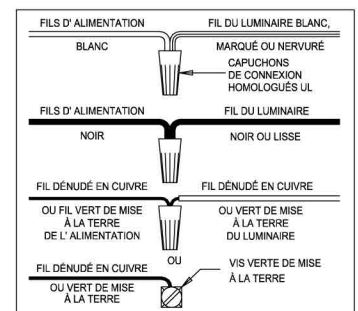 FILS D' ALIMENTATION
FIL DU LUMINAIRE BLANC,
BLANC
MARQUÉ OU NERVURÉ
CAPUCHONS
DE CONNEXION
HOMOLOGUÉS UL
FILS D' ALIMENTATION
FIL DU LUMINAIRE
NOIR
NOIR OU LISSE
FIL DÉNUDÉ EN CUIVRE
FIL DÉNUDÉ EN CUIVRE
OU FIL VERT DE MISE
À LA TERRE
DE L' ALIMENTATION
OU VERT DE MISE
À LA TERRE
DU LUMINAIRE
OU
FIL DÉNUDÉ EN CUIVRE
OU VERT DE MISE
À LA TERRE
VIS VERTE DE MISE
À LA TERRE